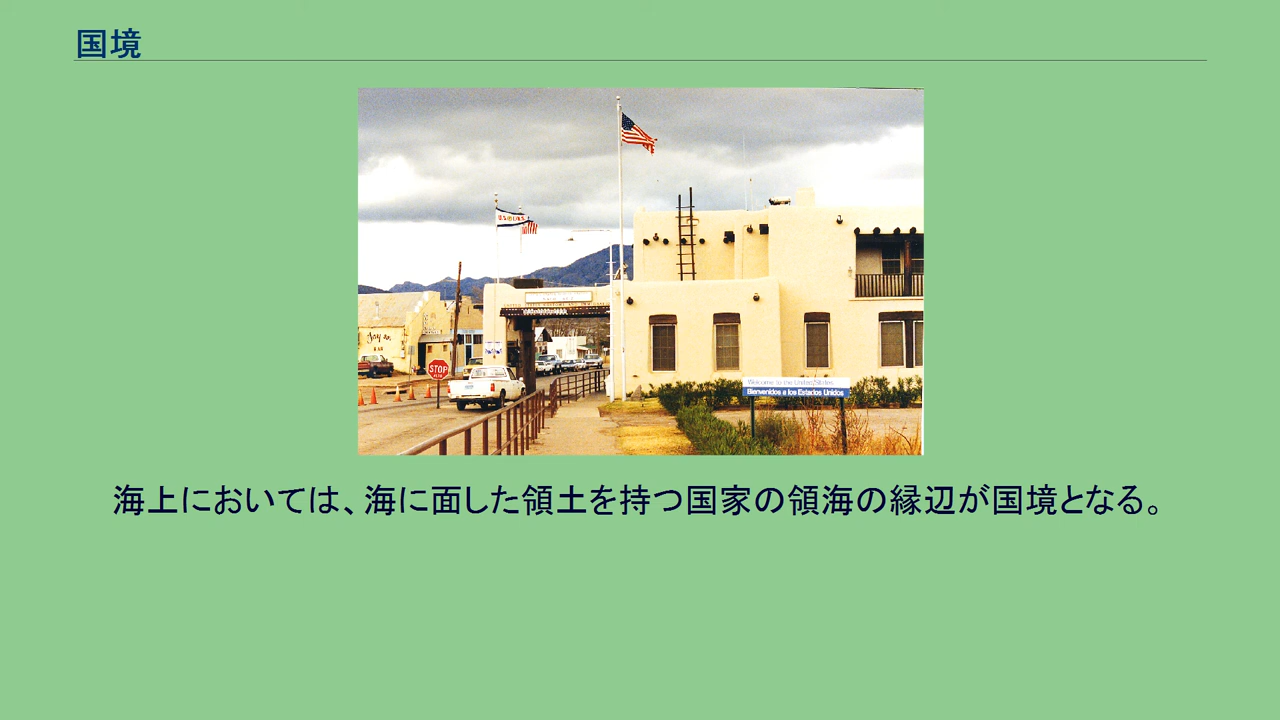 国境
STOP
Welcome to the United States
Bienvenidos a los Estados Unidos
海上においては、海に面した領土を持つ国家の領海の縁辺が国境となる。